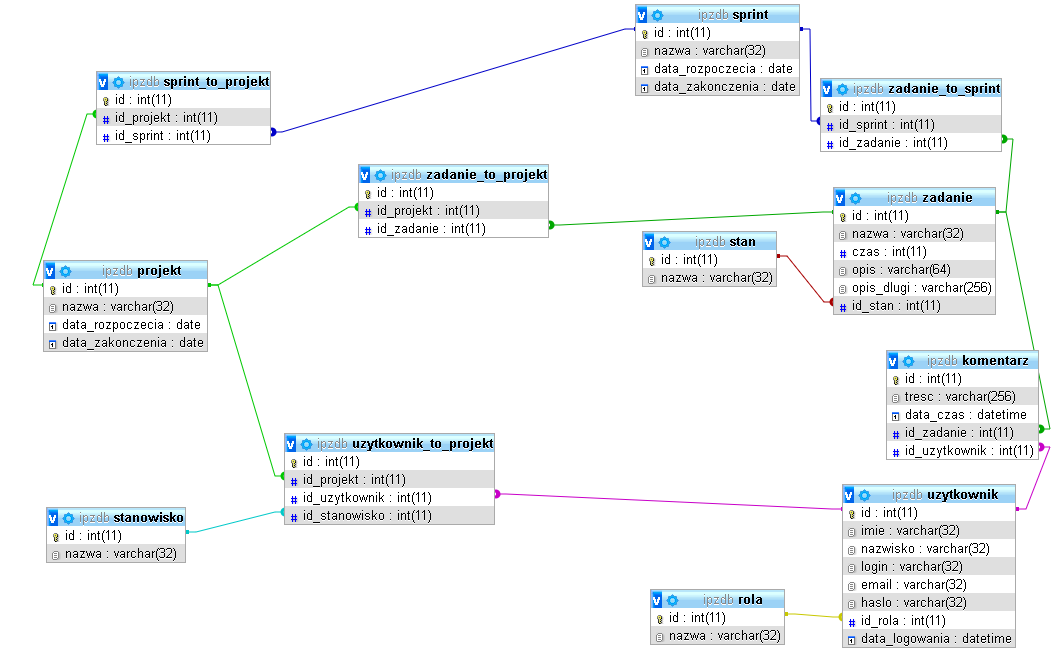 ipzdb sprint
id : int(11)
nazwa : varchar(32)
data_rozpoczecia : date
data_zakonczenia : date
ipzdb sprint_to_projekt
id : int(11)
id_projekt : int(11)
id_sprint : int(11)
ipzdb zadanie_to_sprint
id : int(11)
id_sprint : int(11)
id_zadanie : int(11)
ipzdb zadanie_to_projekt
id : int(11)
id_projekt : int(11)
id_zadanie : int(11)
ipzdb zadanie
id : int(11)
nazwa : varchar(32)
czas : int(11)
opis : varchar(64)
opis_dlugi : varchar(256)
id_stan : int(11)
ipzdb stan
id : int(11)
nazwa : varchar(32)
ipzdb projekt
id : int(11)
nazwa : varchar(32)
data_rozpoczecia : date
data_zakonczenia : date
ipzdb komentarz
id : int(11)
tresc : varchar(256)
data_czas : datetime
id_zadanie : int(11)
id_uzytkownik : int(11)
ipzdb uzytkownik_to_projekt
id : int(11)
id_projekt : int(11)
id_uzytkownik : int(11)
id_stanowisko : int(11)
ipzdb stanowisko
id : int(11)
nazwa : varchar(32)
ipzdb uzytkownik
id : int(11)
imie : varchar(32)
nazwisko : varchar(32)
login : varchar(32)
email : varchar(32)
haslo : varchar(32)
id_rola : int(11)
data_logowania : datetime
ipzdb rola
id : int(11)
nazwa : varchar(32)